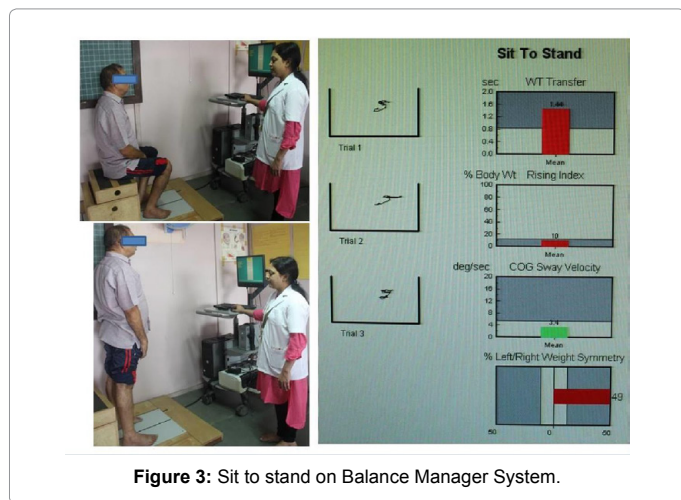 Sit To Stand
sec WT Transfer
2.0
1.6
1.2
0.8
0.4
0.0
1.44
Mean
Trial 1
% Body Wt Rising Index
100
80
60
40
20
0
10
Mean
Trial 2
deg/sec COG Sway Velocity
20
16
12
8
4
0
3.4
Mean
Trial 3
% Left/Right Weight Symmetry
49
50 0 50
Figure 3: Sit to stand on Balance Manager System.